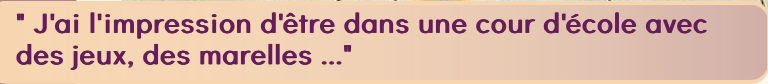 " J'ai l'impression d'être dans une cour d'école avec
des jeux, des marelles ..."